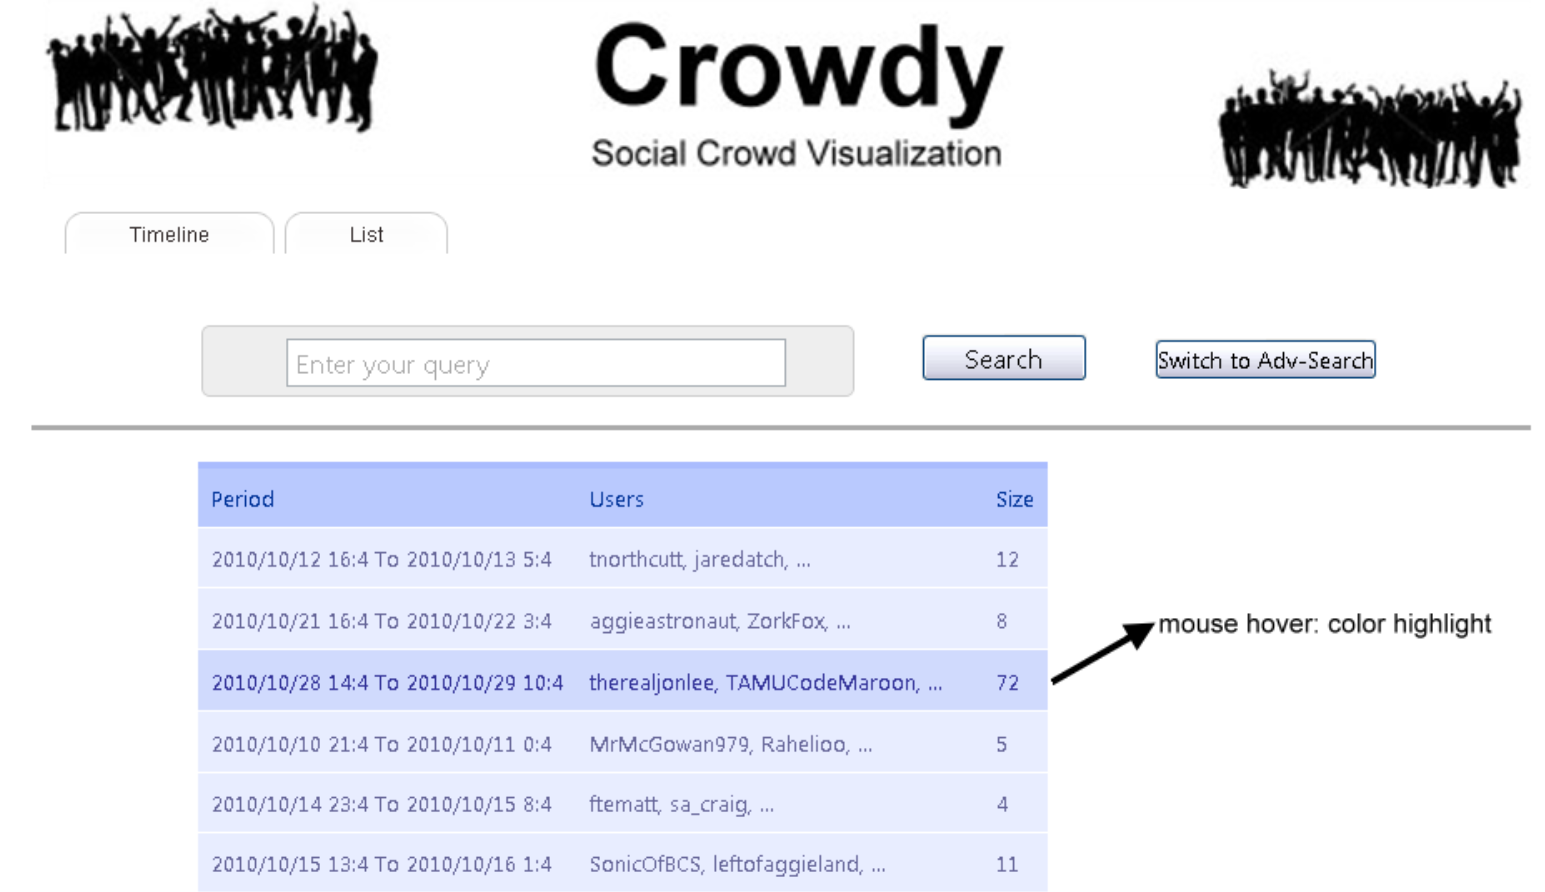 Crowdy
Social Crowd Visualization
Timeline List
Enter your query Search Switch to Adv-Search
Period Users Size
2010/10/12 16:4 To 2010/10/13 5:4 tnorthcutt, jaredatch, ... 12
2010/10/21 16:4 To 2010/10/22 3:4 aggieastronaut, ZorkFox, ... 8
mouse hover: color highlight
2010/10/28 14:4 To 2010/10/29 10:4 therealjonlee, TAMUCodeMaroon, ... 72
2010/10/10 21:4 To 2010/10/11 0:4 MrMcGowan979, Rahelioo, ... 5
2010/10/14 23:4 To 2010/10/15 8:4 ftematt, sa_craig, ... 4
2010/10/15 13:4 To 2010/10/16 1:4 SonicOfBCS, leftofaggieland, ... 11